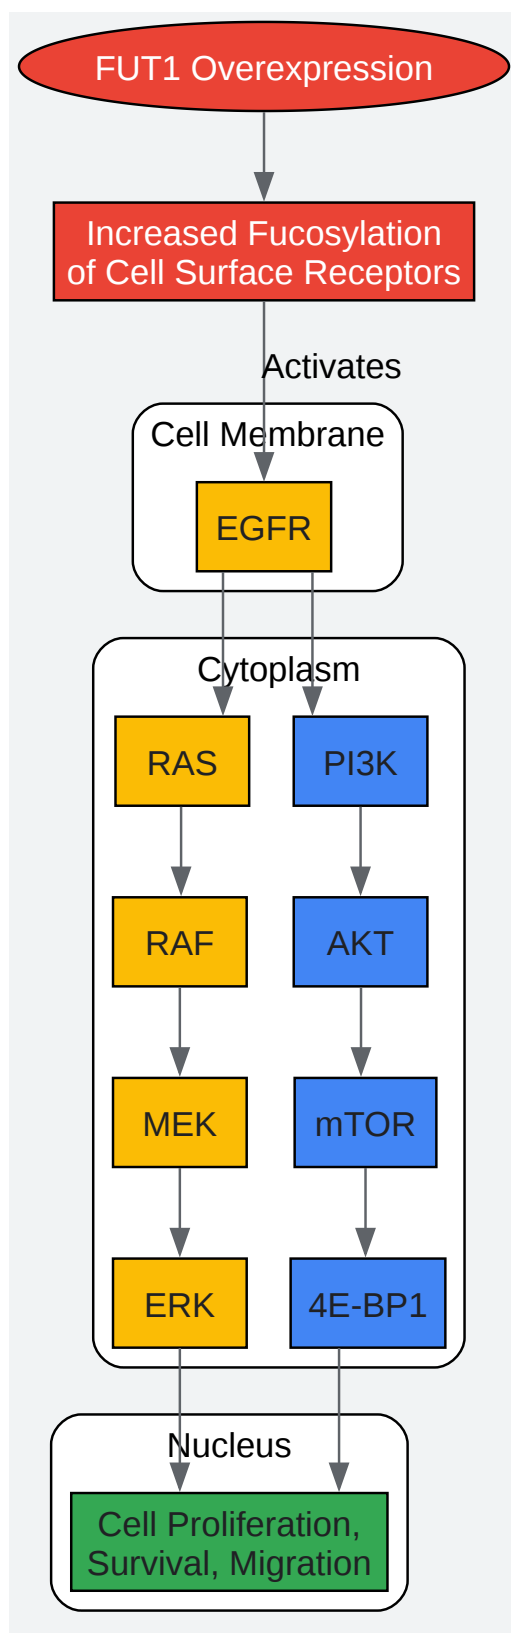 FUT1 Overexpression
Increased Fucosylation
of Cell Surface Receptors
Activates
Cell Membrane
EGFR
Cytoplasm
RAS
PI3K
RAF
AKT
MEK
mTOR
ERK
4E-BP1
Nucleus
Cell Proliferation,
Survival, Migration